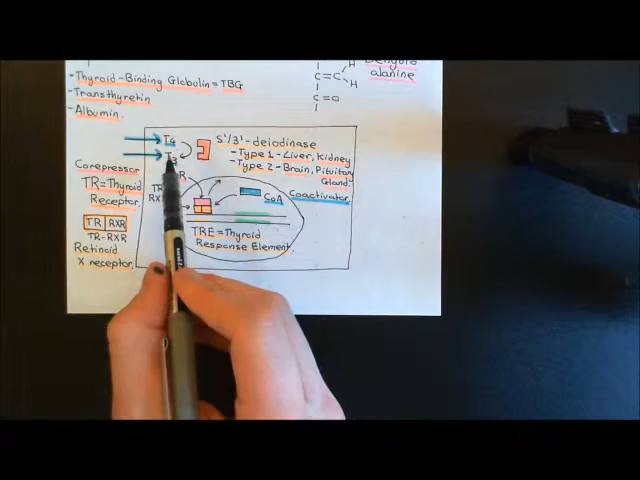 -Thyroid-Binding Globulin = TBG
-Transthyretin
-Albumin.
Dehydro
alanine
H
C=C
H
C=O
T4
T3
5'/3'-deiodinase
-Type 1-Liver, Kidney
-Type 2-Brain, Pituitary
Gland.
Corepressor
TR=Thyroid
Receptor.
TR RXR
TR-RXR
Retinoid
X receptor.
CoA
Coactivator
TRE = Thyroid
Response Element